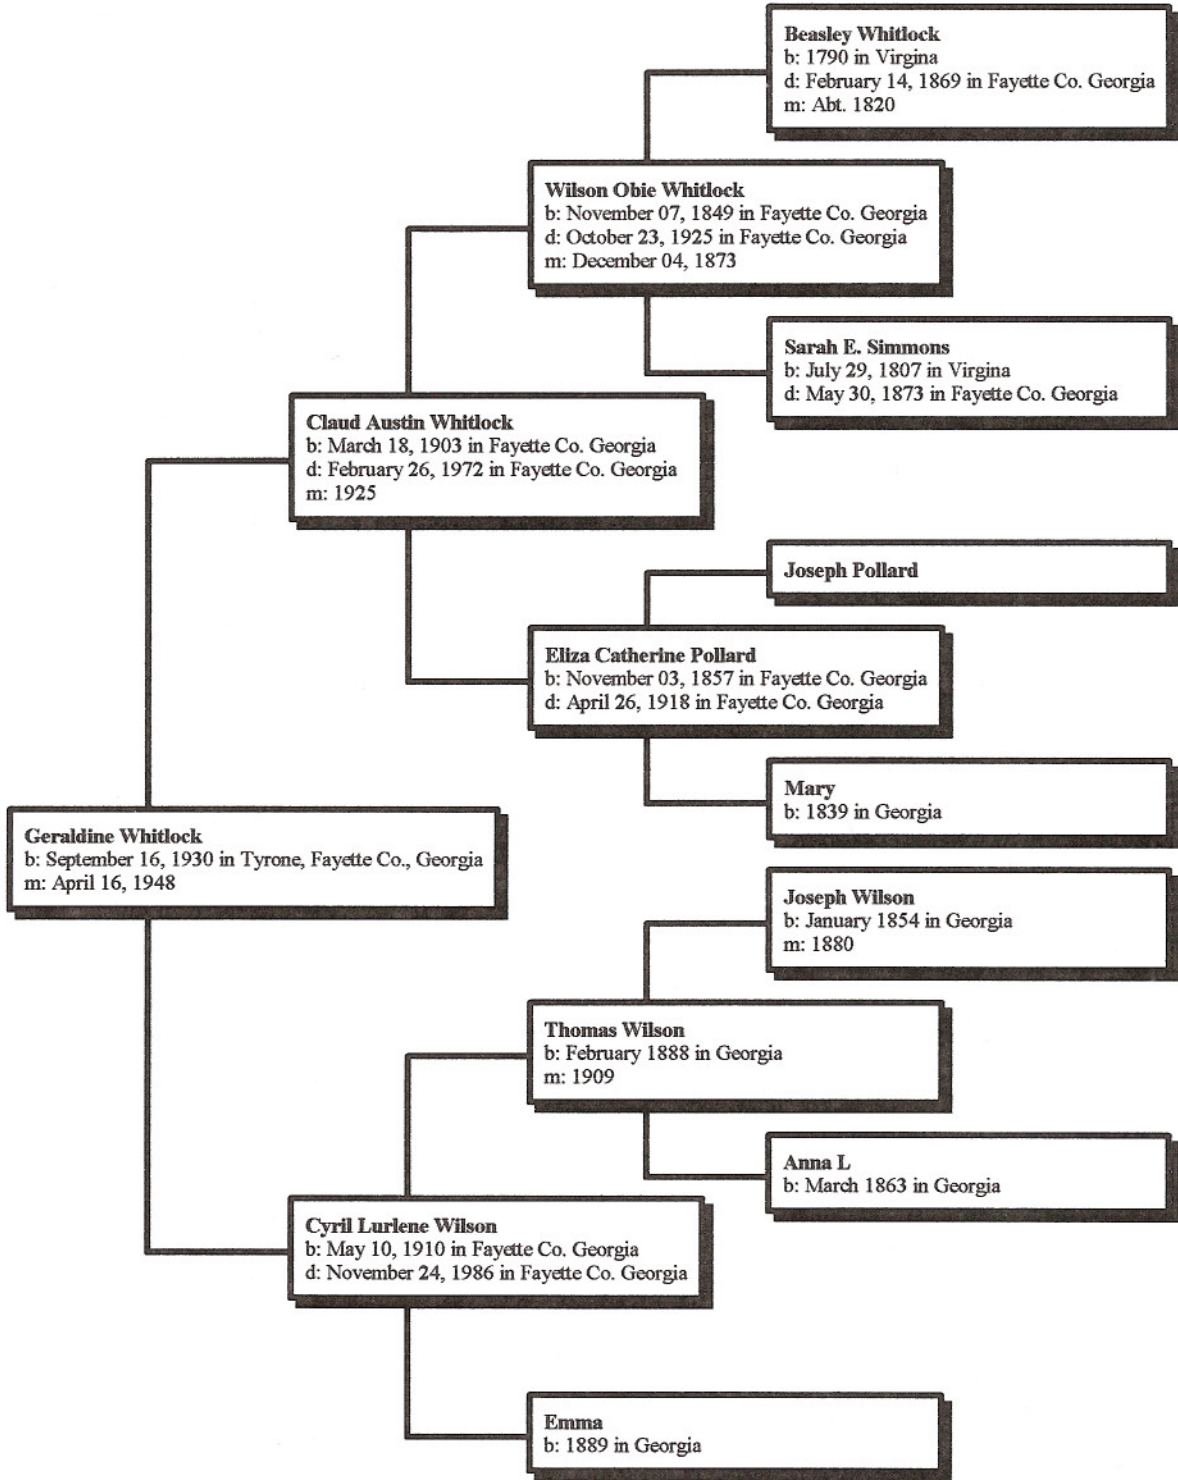 Beasley Whitlock
b: 1790 in Virgina
d: February 14, 1869 in Fayette Co. Georgia
m: Abt. 1820
Wilson Obie Whitlock
b: November 07, 1849 in Fayette Co. Georgia
d: October 23, 1925 in Fayette Co. Georgia
m: December 04, 1873
Sarah E. Simmons
b: July 29, 1807 in Virgina
d: May 30, 1873 in Fayette Co. Georgia
Claud Austin Whitlock
b: March 18, 1903 in Fayette Co. Georgia
d: February 26, 1972 in Fayette Co. Georgia
m: 1925
Joseph Pollard
Eliza Catherine Pollard
b: November 03, 1857 in Fayette Co. Georgia
d: April 26, 1918 in Fayette Co. Georgia
Mary
b: 1839 in Georgia
Geraldine Whitlock
b: September 16, 1930 in Tyrone, Fayette Co., Georgia
m: April 16, 1948
Joseph Wilson
b: January 1854 in Georgia
m: 1880
Thomas Wilson
b: February 1888 in Georgia
m: 1909
Anna L
b: March 1863 in Georgia
Cyril Lurlene Wilson
b: May 10, 1910 in Fayette Co. Georgia
d: November 24, 1986 in Fayette Co. Georgia
Emma
b: 1889 in Georgia